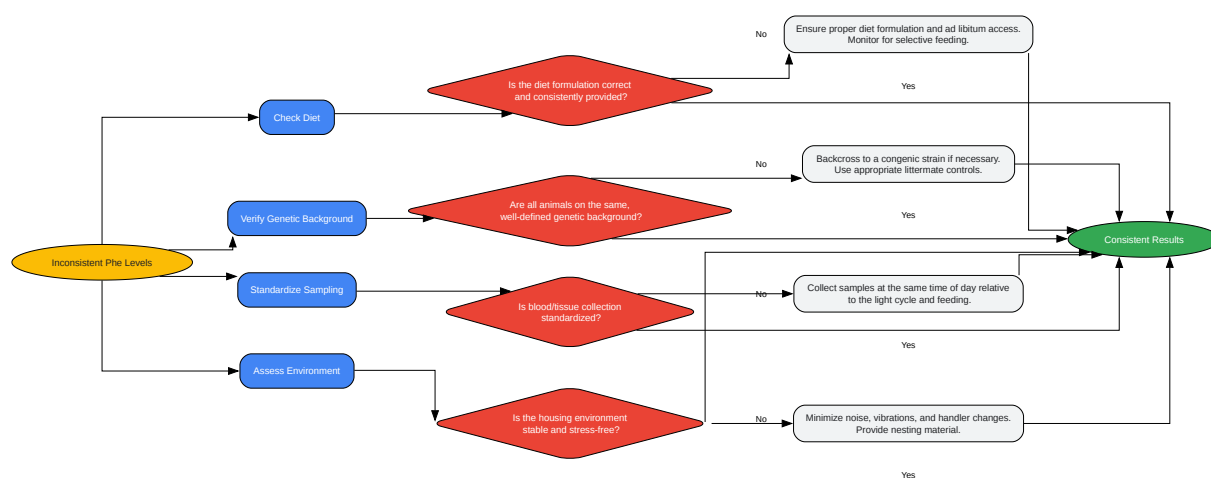 No
Ensure proper diet formulation and ad libitum access.
Monitor for selective feeding.
Is the diet formulation correct
and consistently provided?
Yes
Check Diet
No
Backcross to a congenic strain if necessary.
Use appropriate littermate controls.
Are all animals on the same,
well-defined genetic background?
Verify Genetic Background
Yes
Consistent Results
Inconsistent Phe Levels
Standardize Sampling
Is blood/tissue collection
standardized?
No
Collect samples at the same time of day relative
to the light cycle and feeding.
Yes
Assess Environment
Is the housing environment
stable and stress-free?
No
Minimize noise, vibrations, and handler changes.
Provide nesting material.
Yes